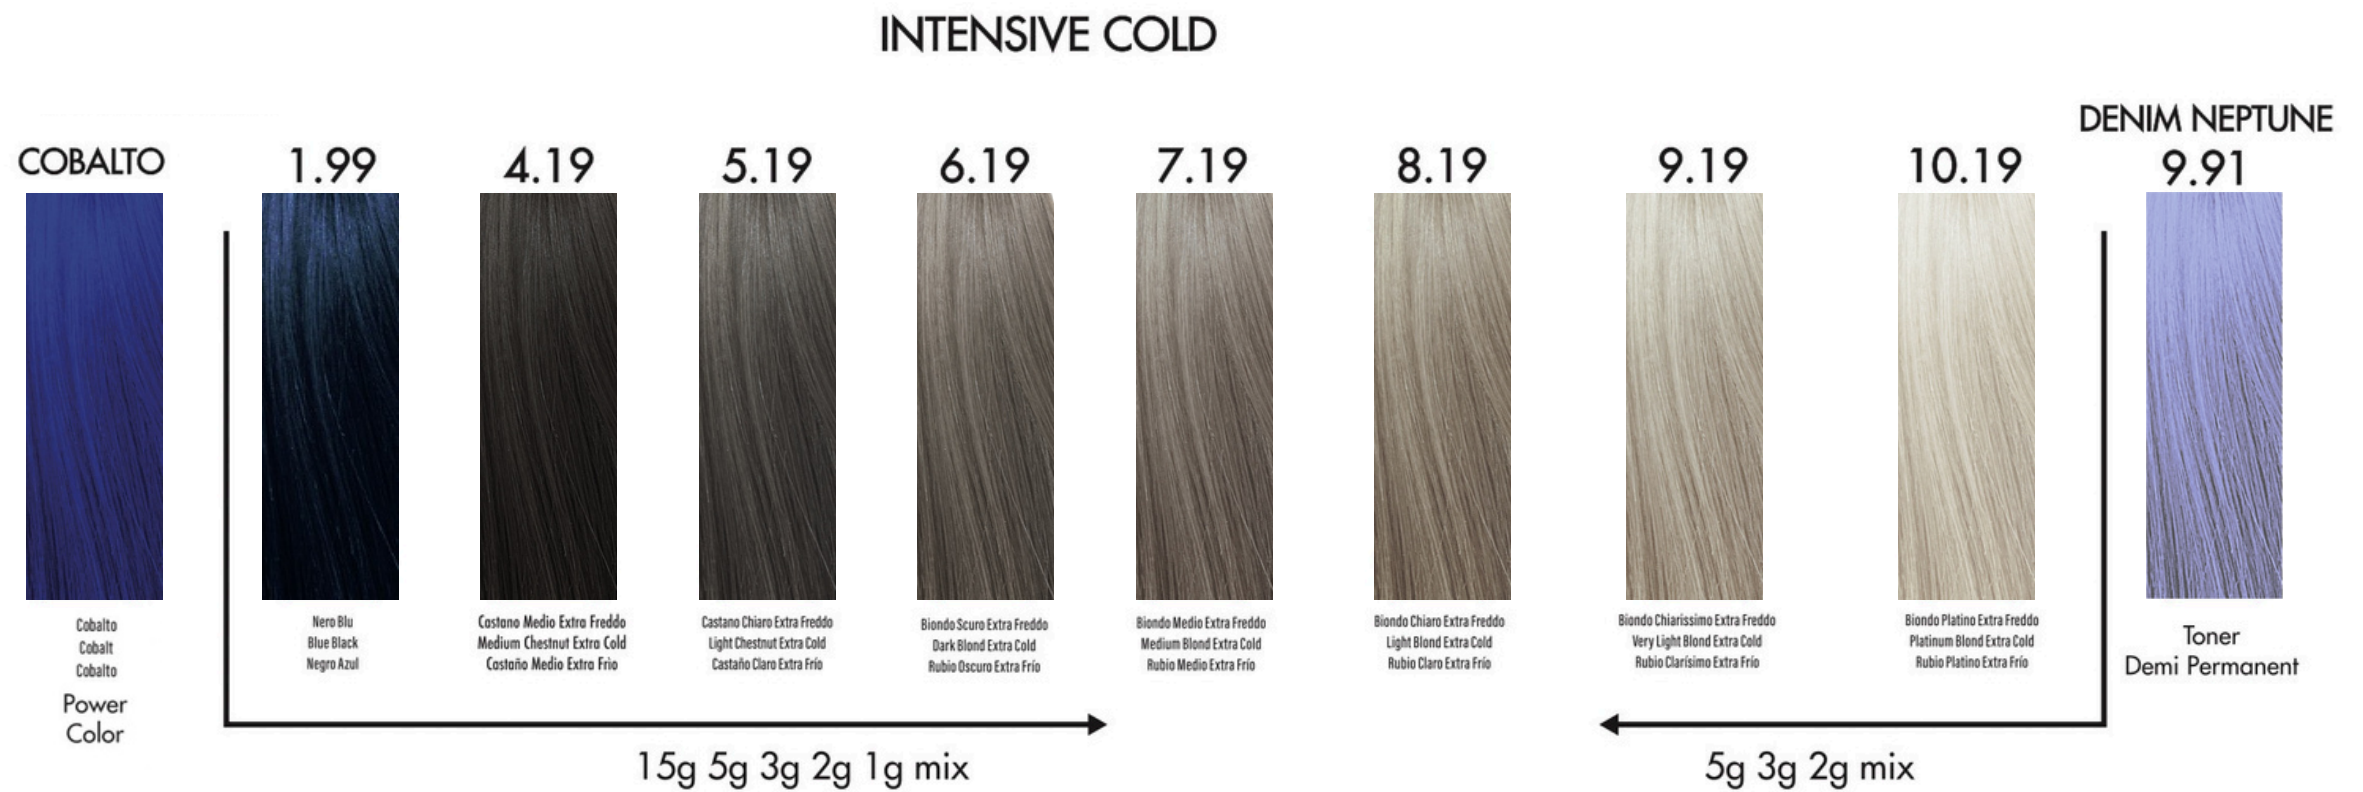 INTENSIVE COLD
COBALTO
1.99
4.19
5.19
6.19
7.19
8.19
9.19
10.19
DENIM NEPTUNE
9.91
Cobalto
Cobalt
Cobalto
Power
Color
Nero Blu
Blue Black
Negro Azul
Castano Medio Extra Freddo
Medium Chestnut Extra Cold
Castaño Medio Extra Frio
Castano Chiaro Extra Freddo
Light Chestnut Extra Cold
Castaño Claro Extra Frío
Biondo Scuro Extra Freddo
Dark Blond Extra Cold
Rubio Oscuro Extra Frío
Biondo Medio Extra Freddo
Medium Blond Extra Cold
Rubio Medio Extra Frío
Biondo Chiaro Extra Freddo
Light Blond Extra Cold
Rubio Claro Extra Frío
Biondo Chiarissimo Extra Freddo
Very Light Blond Extra Cold
Rubio Clarísimo Extra Frío
Biondo Platino Extra Freddo
Platinum Blond Extra Cold
Rubio Platino Extra Frío
Toner
Demi Permanent
15g 5g 3g 2g 1g mix
5g 3g 2g mix